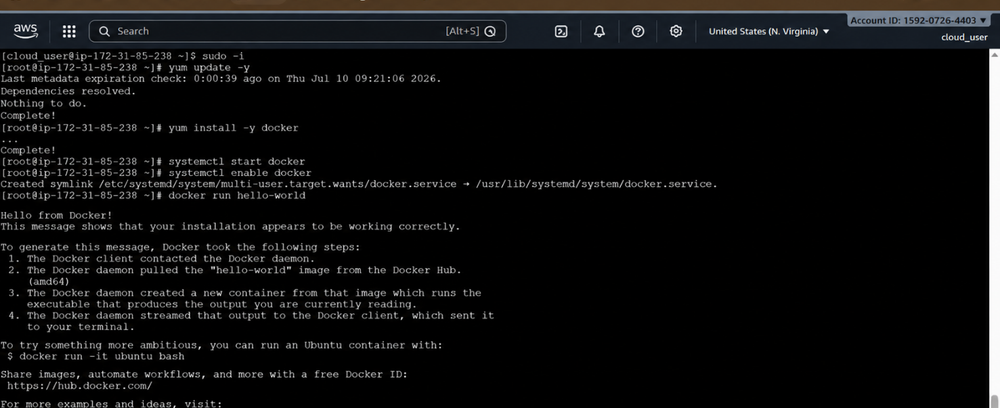 aws
Search [Alt+S]
United States (N. Virginia) ▼
Account ID: 1592-0726-4403 ▼
cloud_user
[cloud_user@ip-172-31-85-238 ~]$ sudo -i
[root@ip-172-31-85-238 ~]# yum update -y
Last metadata expiration check: 0:00:39 ago on Thu Jul 10 09:21:06 2026.
Dependencies resolved.
Nothing to do.
Complete!
[root@ip-172-31-85-238 ~]# yum install -y docker
...
Complete!
[root@ip-172-31-85-238 ~]# systemctl start docker
[root@ip-172-31-85-238 ~]# systemctl enable docker
Created symlink /etc/systemd/system/multi-user.target.wants/docker.service → /usr/lib/systemd/system/docker.service.
[root@ip-172-31-85-238 ~]# docker run hello-world
Hello from Docker!
This message shows that your installation appears to be working correctly.
To generate this message, Docker took the following steps:
1. The Docker client contacted the Docker daemon.
2. The Docker daemon pulled the "hello-world" image from the Docker Hub.
(amd64)
3. The Docker daemon created a new container from that image which runs the
executable that produces the output you are currently reading.
4. The Docker daemon streamed that output to the Docker client, which sent it
to your terminal.
To try something more ambitious, you can run an Ubuntu container with:
$ docker run -it ubuntu bash
Share images, automate workflows, and more with a free Docker ID:
https://hub.docker.com/
For more examples and ideas, visit: